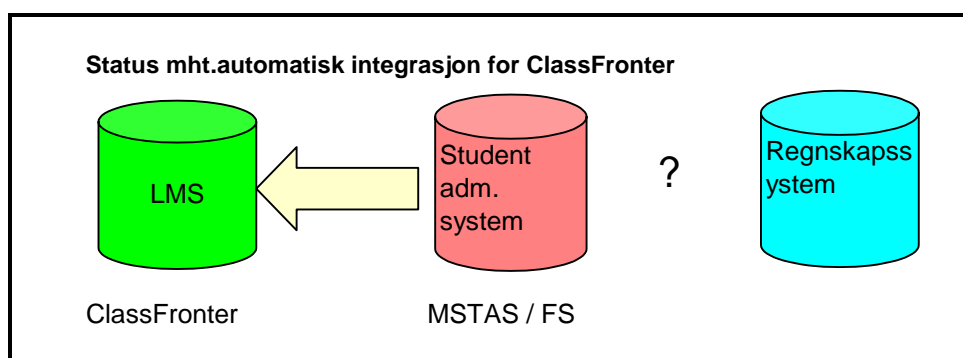 Status mht.automatisk integrasjon for ClassFronter
LMS
Student
adm.
system
?
Regnskapss
ystem
ClassFronter
MSTAS / FS